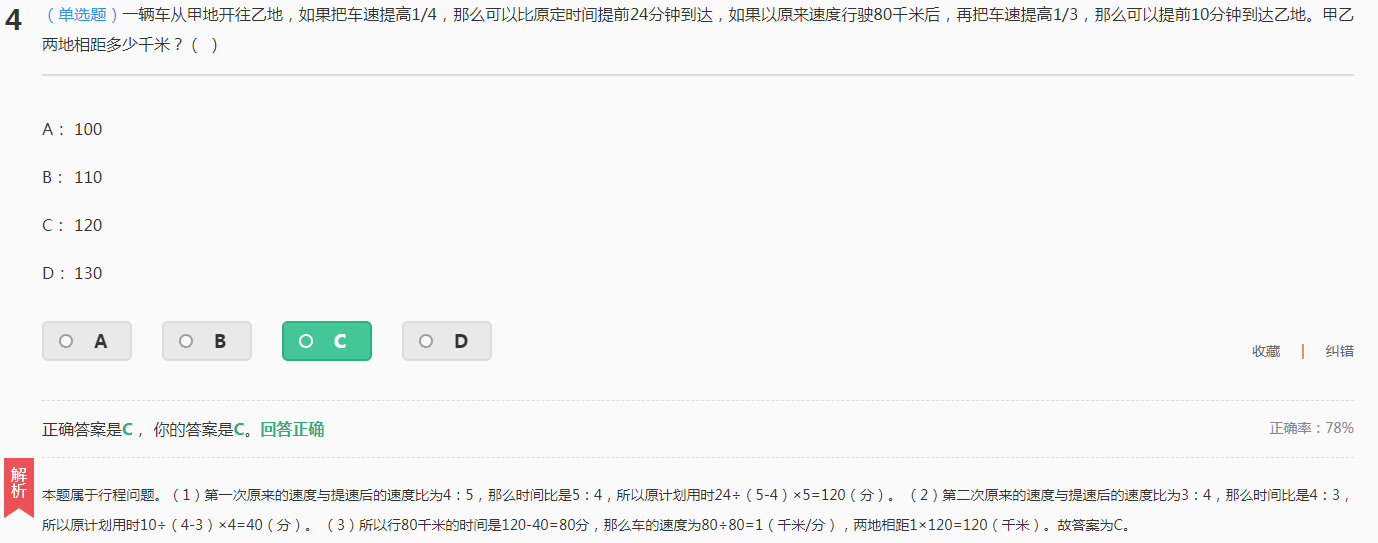 4
（单选题）一辆车从甲地开往乙地，如果把车速提高1/4，那么可以比原定时间提前24分钟到达，如果以原来速度行驶80千米后，再把车速提高1/3，那么可以提前10分钟到达乙地。甲乙
两地相距多少千米？（ ）
A： 100
B： 110
C： 120
D： 130
A B C D
收藏 | 纠错
正确答案是C， 你的答案是C。回答正确
正确率：78%
解析
本题属于行程问题。（1）第一次原来的速度与提速后的速度比为4：5，那么时间比是5：4，所以原计划用时24÷（5-4）×5=120（分）。 （2）第二次原来的速度与提速后的速度比为3：4，那么时间比是4：3，
所以原计划用时10÷（4-3）×4=40（分）。 （3）所以行80千米的时间是120-40=80分，那么车的速度为80÷80=1（千米/分），两地相距1×120=120（千米）。故答案为C。